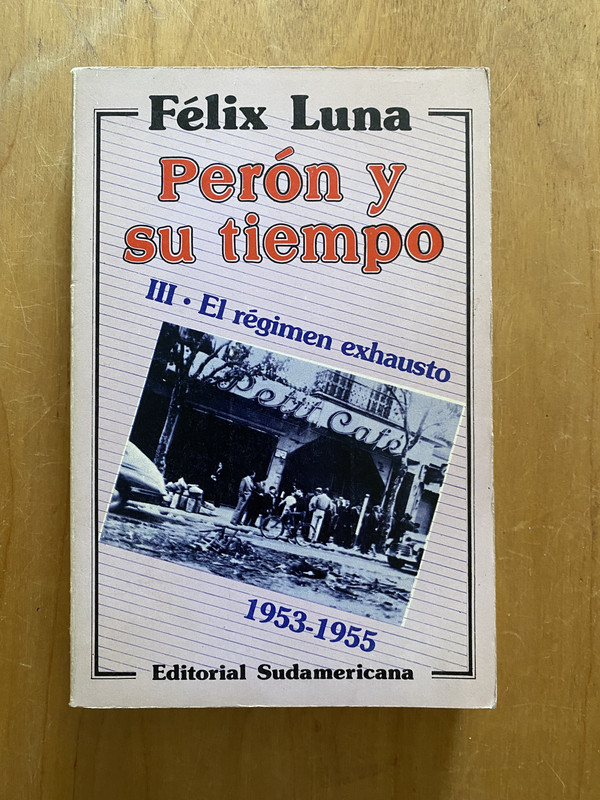 Félix Luna
Perón y
su tiempo
III • El régimen exhausto
Petit Café
1953-1955
Editorial Sudamericana